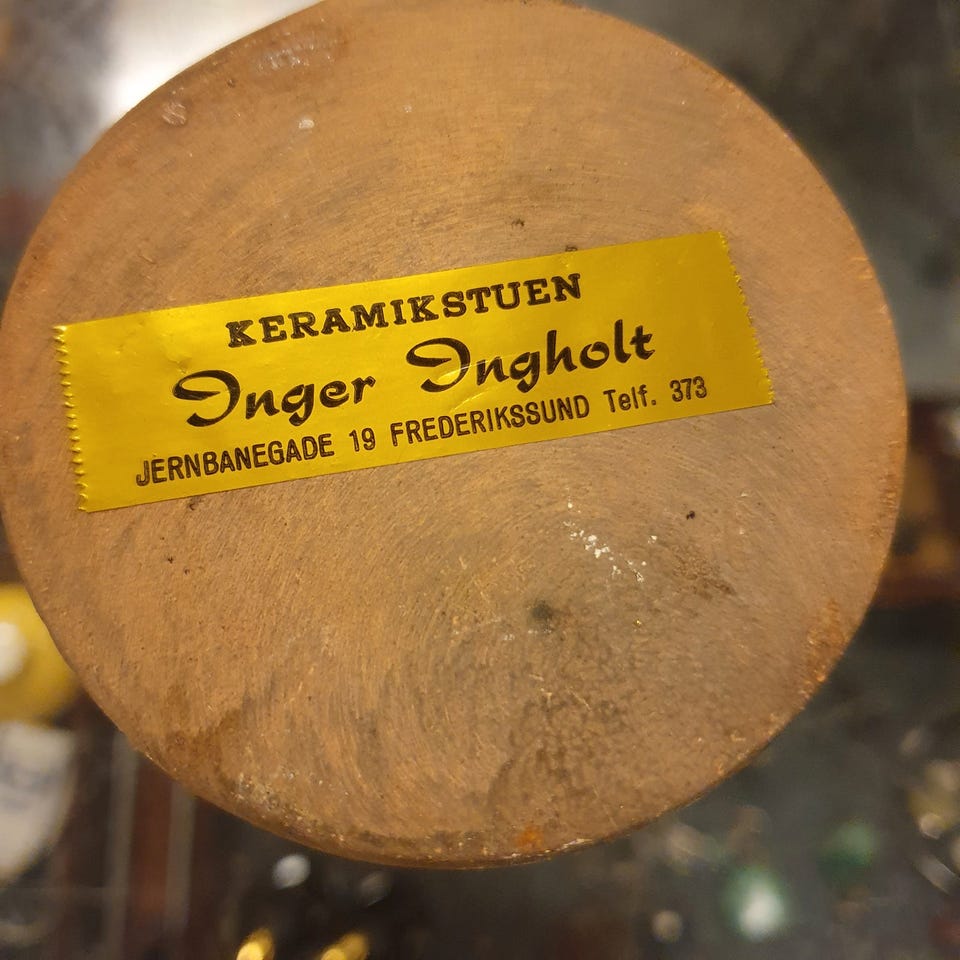 KERAMIKSTUEN
Inger Ingholt
JERNBANEGADE 19 FREDERIKSSUND Telf. 373